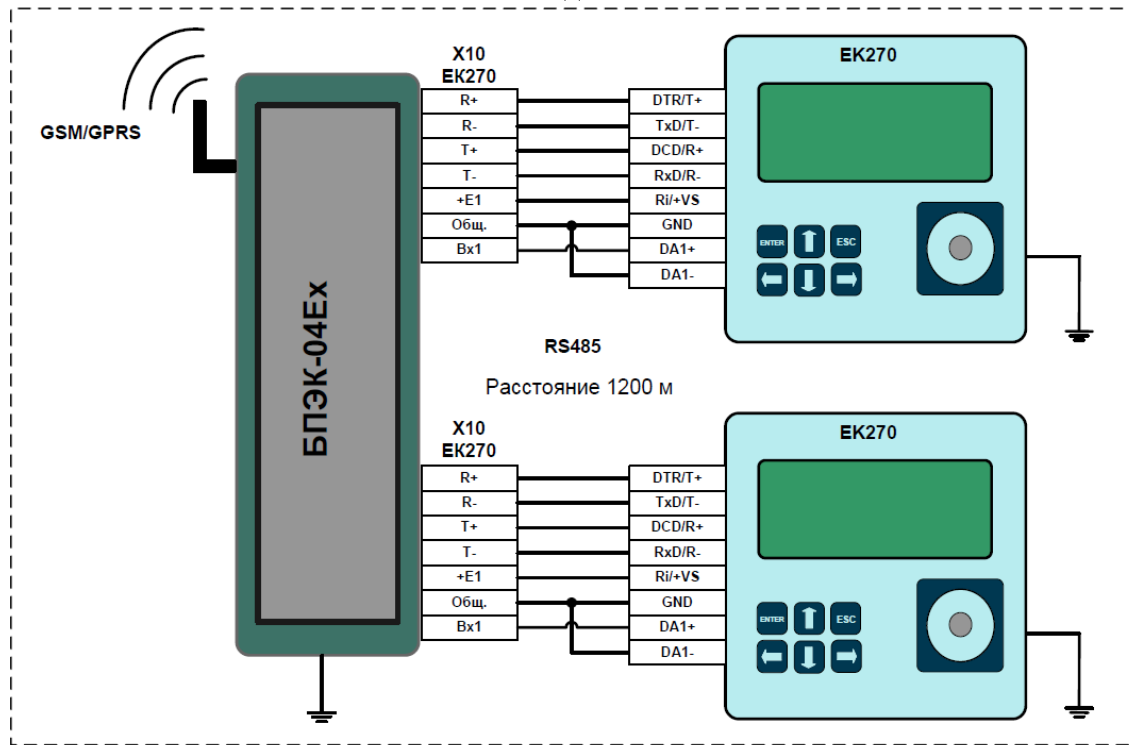 GSM/GPRS
БПЭК-04Ех
X10
ЕК270
R+
R-
T+
T-
+E1
Общ.
Вх1
DTR/T+
TxD/T-
DCD/R+
RxD/R-
Ri/+VS
GND
DA1+
DA1-
EK270
ENTER
ESC
RS485
Расстояние 1200 м
X10
ЕК270
R+
R-
T+
T-
+E1
Общ.
Вх1
DTR/T+
TxD/T-
DCD/R+
RxD/R-
Ri/+VS
GND
DA1+
DA1-
EK270
ENTER
ESC